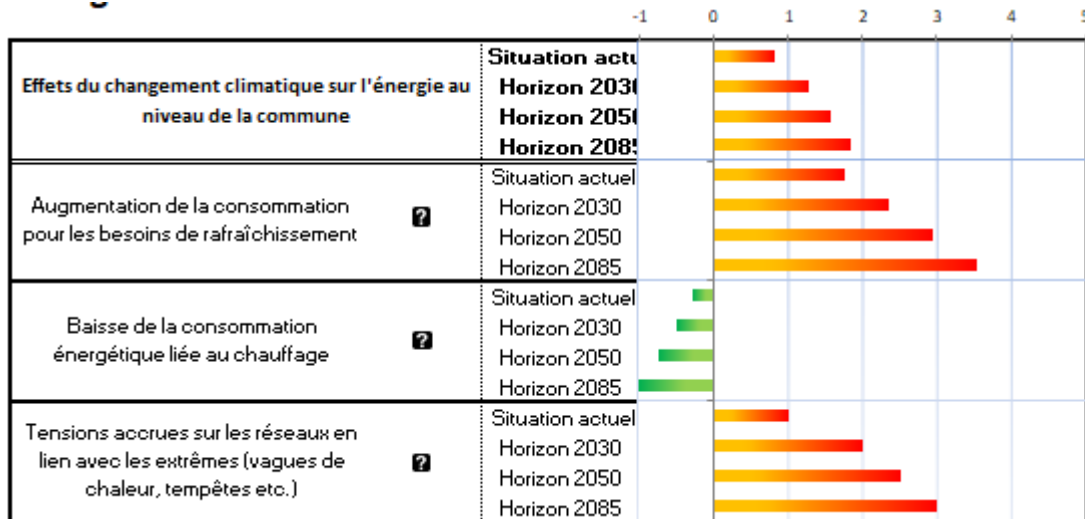 -1 0 1 2 3 4 5
Effets du changement climatique sur l'énergie au
niveau de la commune
Situation actu
Horizon 2030
Horizon 2050
Horizon 2085
Augmentation de la consommation
pour les besoins de rafraîchissement
?
Situation actuel
Horizon 2030
Horizon 2050
Horizon 2085
Baisse de la consommation
énergétique liée au chauffage
?
Situation actuel
Horizon 2030
Horizon 2050
Horizon 2085
Tensions accrues sur les réseaux en
lien avec les extrêmes (vagues de
chaleur, tempêtes etc.)
?
Situation actuel
Horizon 2030
Horizon 2050
Horizon 2085